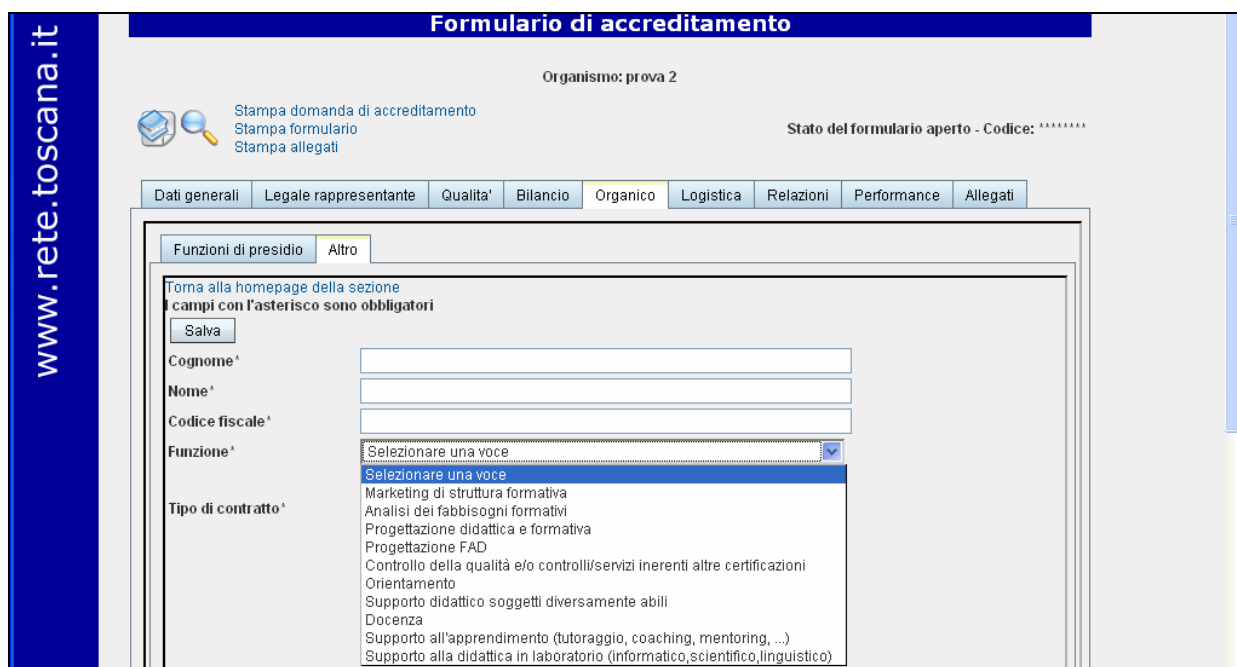 www.rete.toscana.it
Formulario di accreditamento
Organismo: prova 2
Stampa domanda di accreditamento
Stampa formulario
Stampa allegati
Stato del formulario aperto - Codice: ********
Dati generali Legale rappresentante Qualita' Bilancio Organico Logistica Relazioni Performance Allegati
Funzioni di presidio Altro
Torna alla homepage della sezione
I campi con l'asterisco sono obbligatori
Salva
Cognome*
Nome*
Codice fiscale*
Funzione* Selezionare una voce
Selezionare una voce
Marketing di struttura formativa
Tipo di contratto* Analisi dei fabbisogni formativi
Progettazione didattica e formativa
Progettazione FAD
Controllo della qualità e/o controlli/servizi inerenti altre certificazioni
Orientamento
Supporto didattico soggetti diversamente abili
Docenza
Supporto all'apprendimento (tutoraggio, coaching, mentoring, ...)
Supporto alla didattica in laboratorio (informatico,scientifico,linguistico)